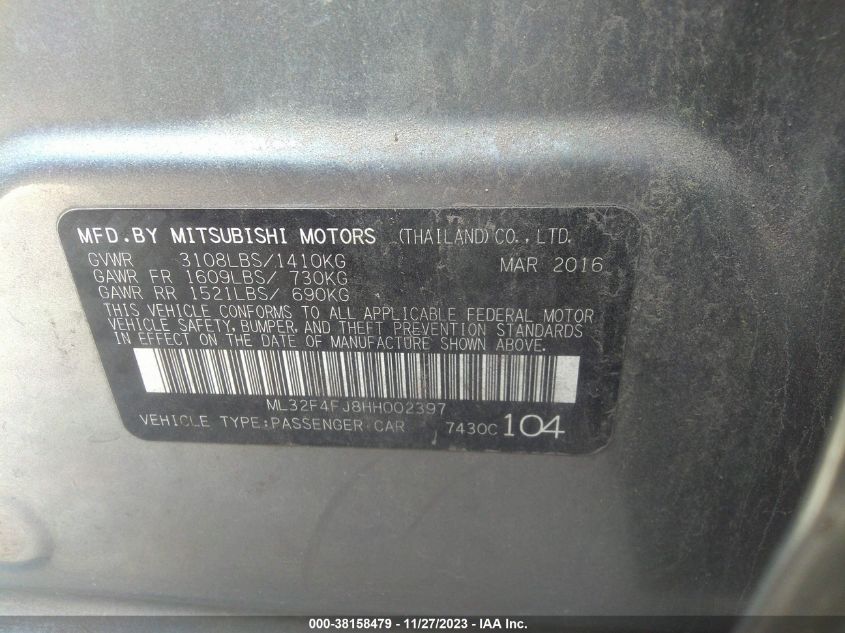 MFD.BY MITSUBISHI MOTORS (THAILAND)CO.,LTD.
GVWR 3108LBS/1410KG MAR 2016
GAWR FR 1609LBS/ 730KG
GAWR RR 1521LBS/ 690KG
THIS VEHICLE CONFORMS TO ALL APPLICABLE FEDERAL MOTOR
VEHICLE SAFETY, BUMPER, AND THEFT PREVENTION STANDARDS
IN EFFECT ON THE DATE OF MANUFACTURE SHOWN ABOVE.
ML32F4FJ8HH002397
VEHICLE TYPE:PASSENGER CAR 7430C 104
000-38158479 - 11/27/2023 - IAA Inc.